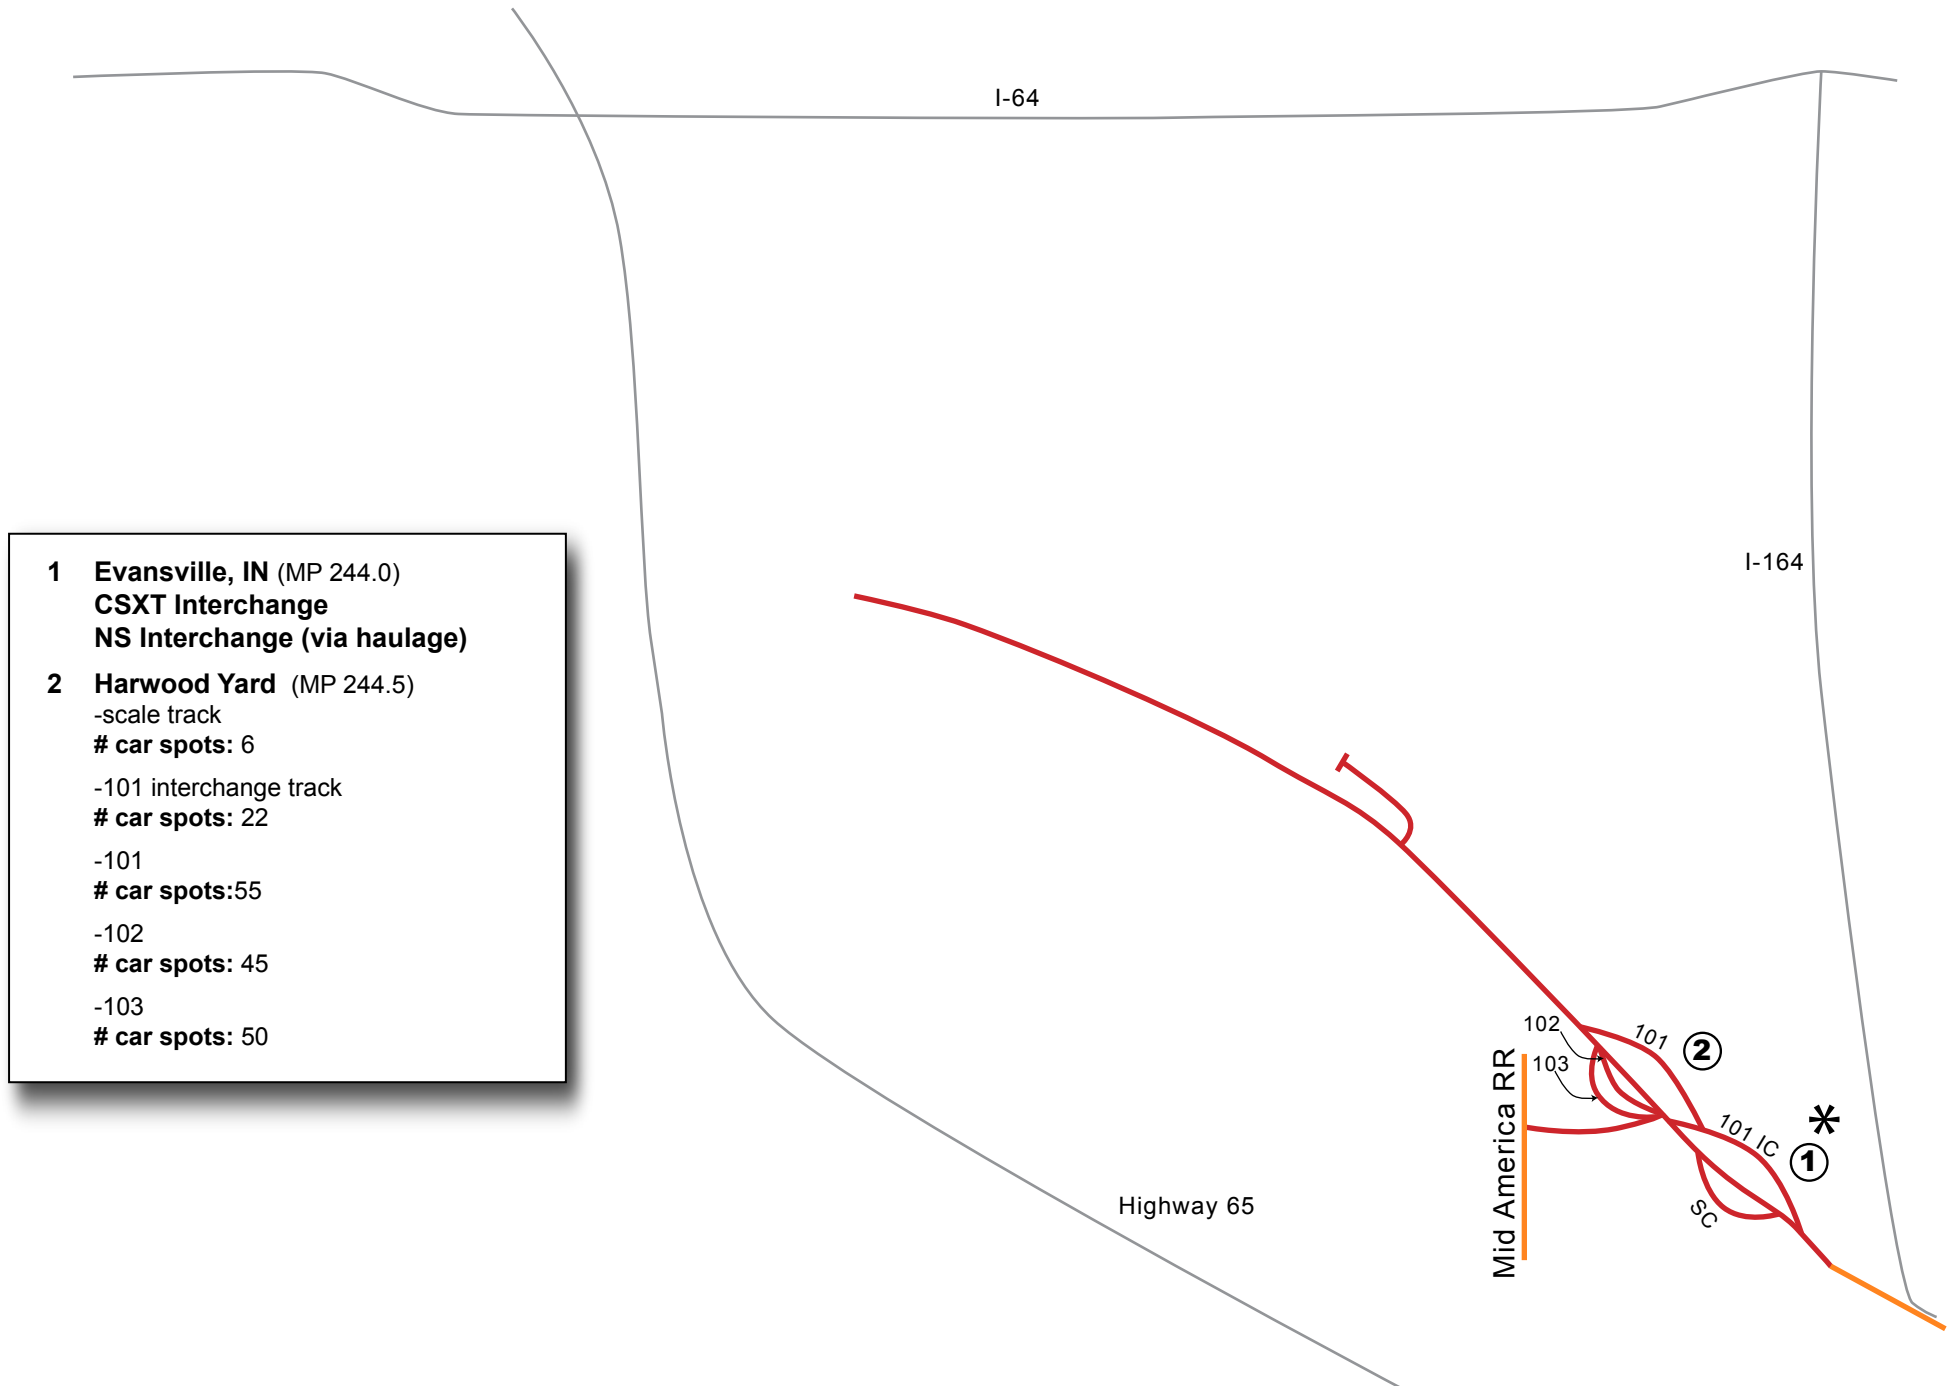 I-64
I-164
1 Evansville, IN (MP 244.0)
CSXT Interchange
NS Interchange (via haulage)
2 Harwood Yard (MP 244.5)
-scale track
# car spots: 6
-101 interchange track
# car spots: 22
-101
# car spots:55
-102
# car spots: 45
-103
# car spots: 50
102
103
101
2
Mid America RR
101 IC
*
1
SC
Highway 65